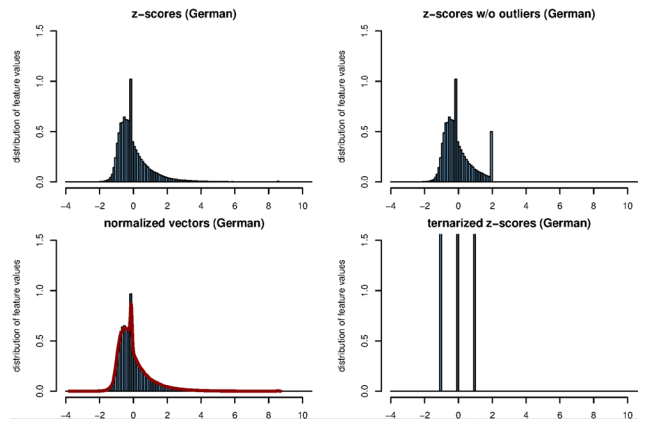 z−scores (German)
distribution of feature values
0.0 0.5 1.0 1.5
−4 −2 0 2 4 6 8 10
z−scores w/o outliers (German)
distribution of feature values
0.0 0.5 1.0 1.5
−4 −2 0 2 4 6 8 10
normalized vectors (German)
distribution of feature values
0.0 0.5 1.0 1.5
−4 −2 0 2 4 6 8 10
ternarized z−scores (German)
distribution of feature values
0.0 0.5 1.0 1.5
−4 −2 0 2 4 6 8 10